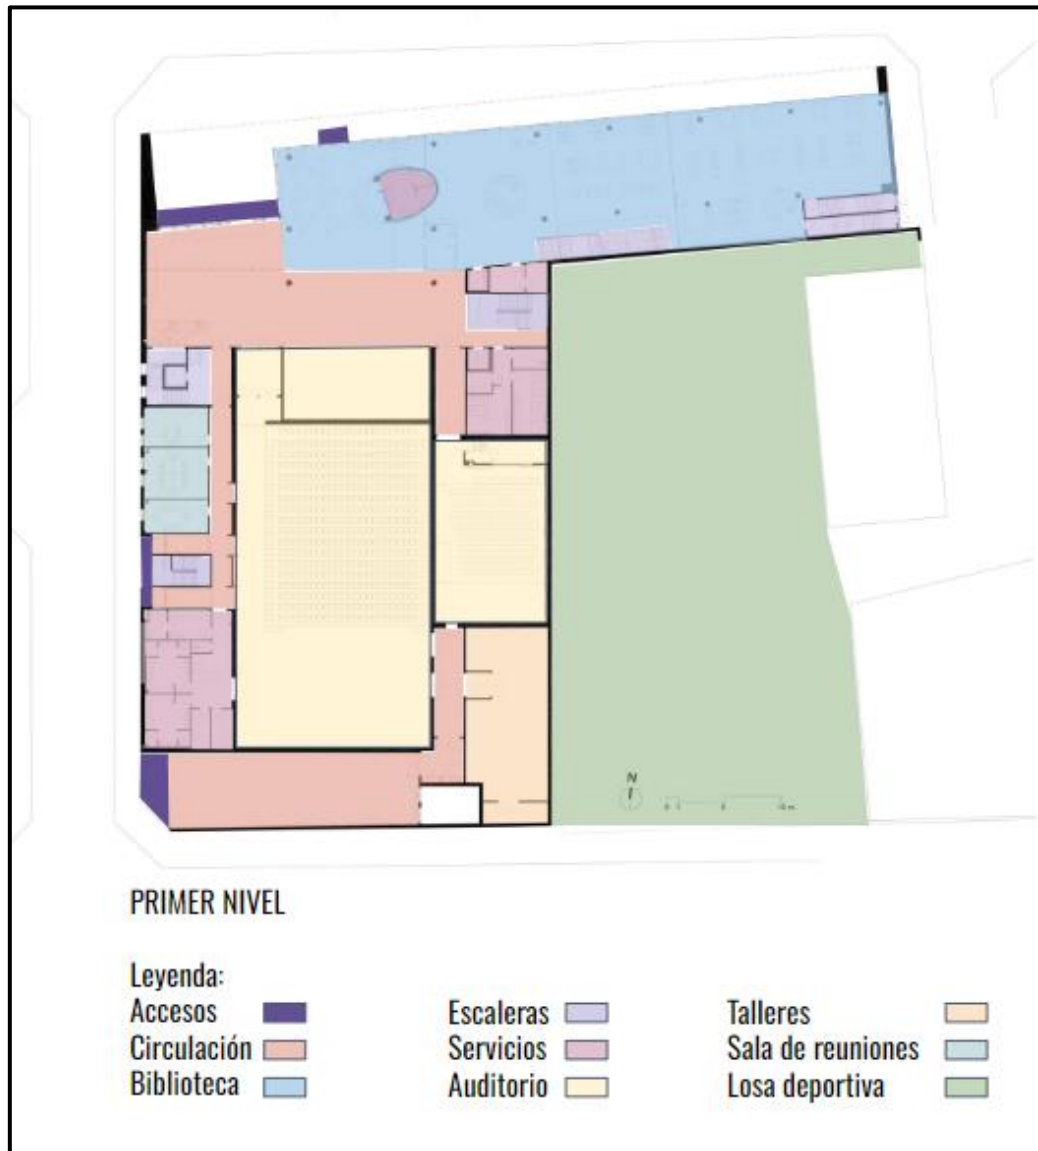 N
PRIMER NIVEL
Leyenda:
Accesos
Circulación
Biblioteca
Escaleras
Servicios
Auditorio
Talleres
Sala de reuniones
Losa deportiva